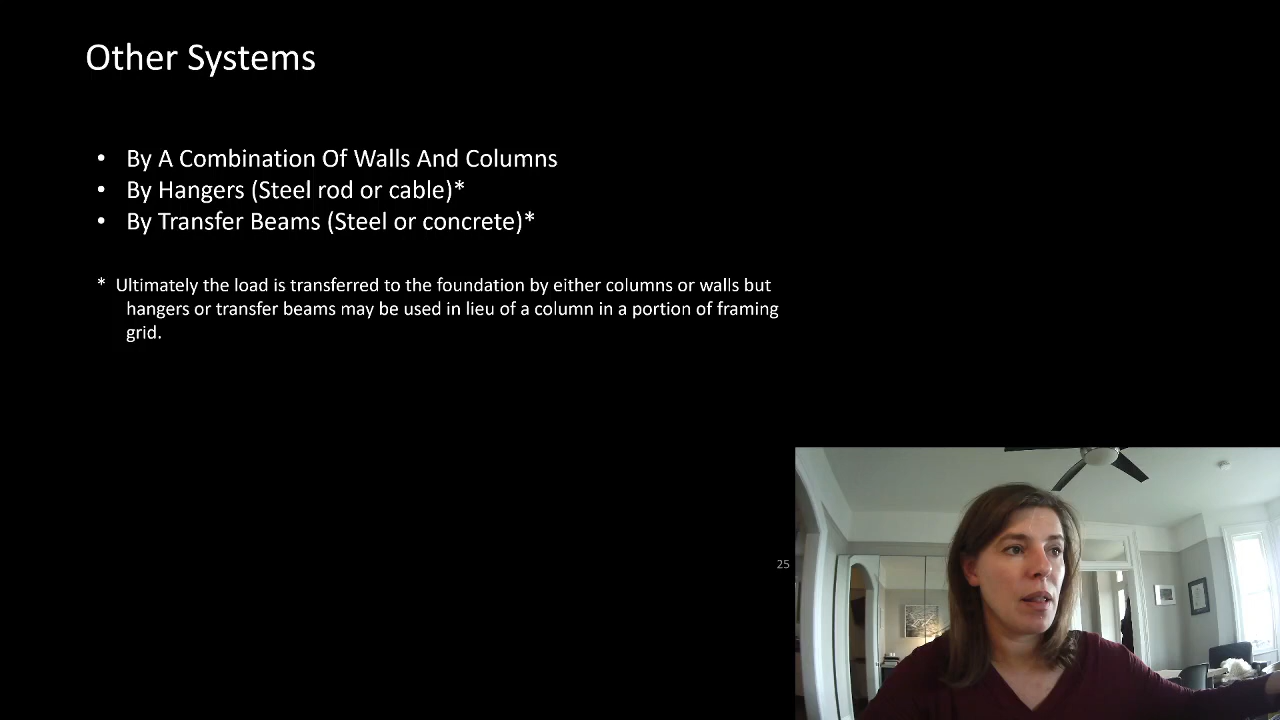 Other Systems
• By A Combination Of Walls And Columns
• By Hangers (Steel rod or cable)*
• By Transfer Beams (Steel or concrete)*
* Ultimately the load is transferred to the foundation by either columns or walls but
hangers or transfer beams may be used in lieu of a column in a portion of framing
grid.
25